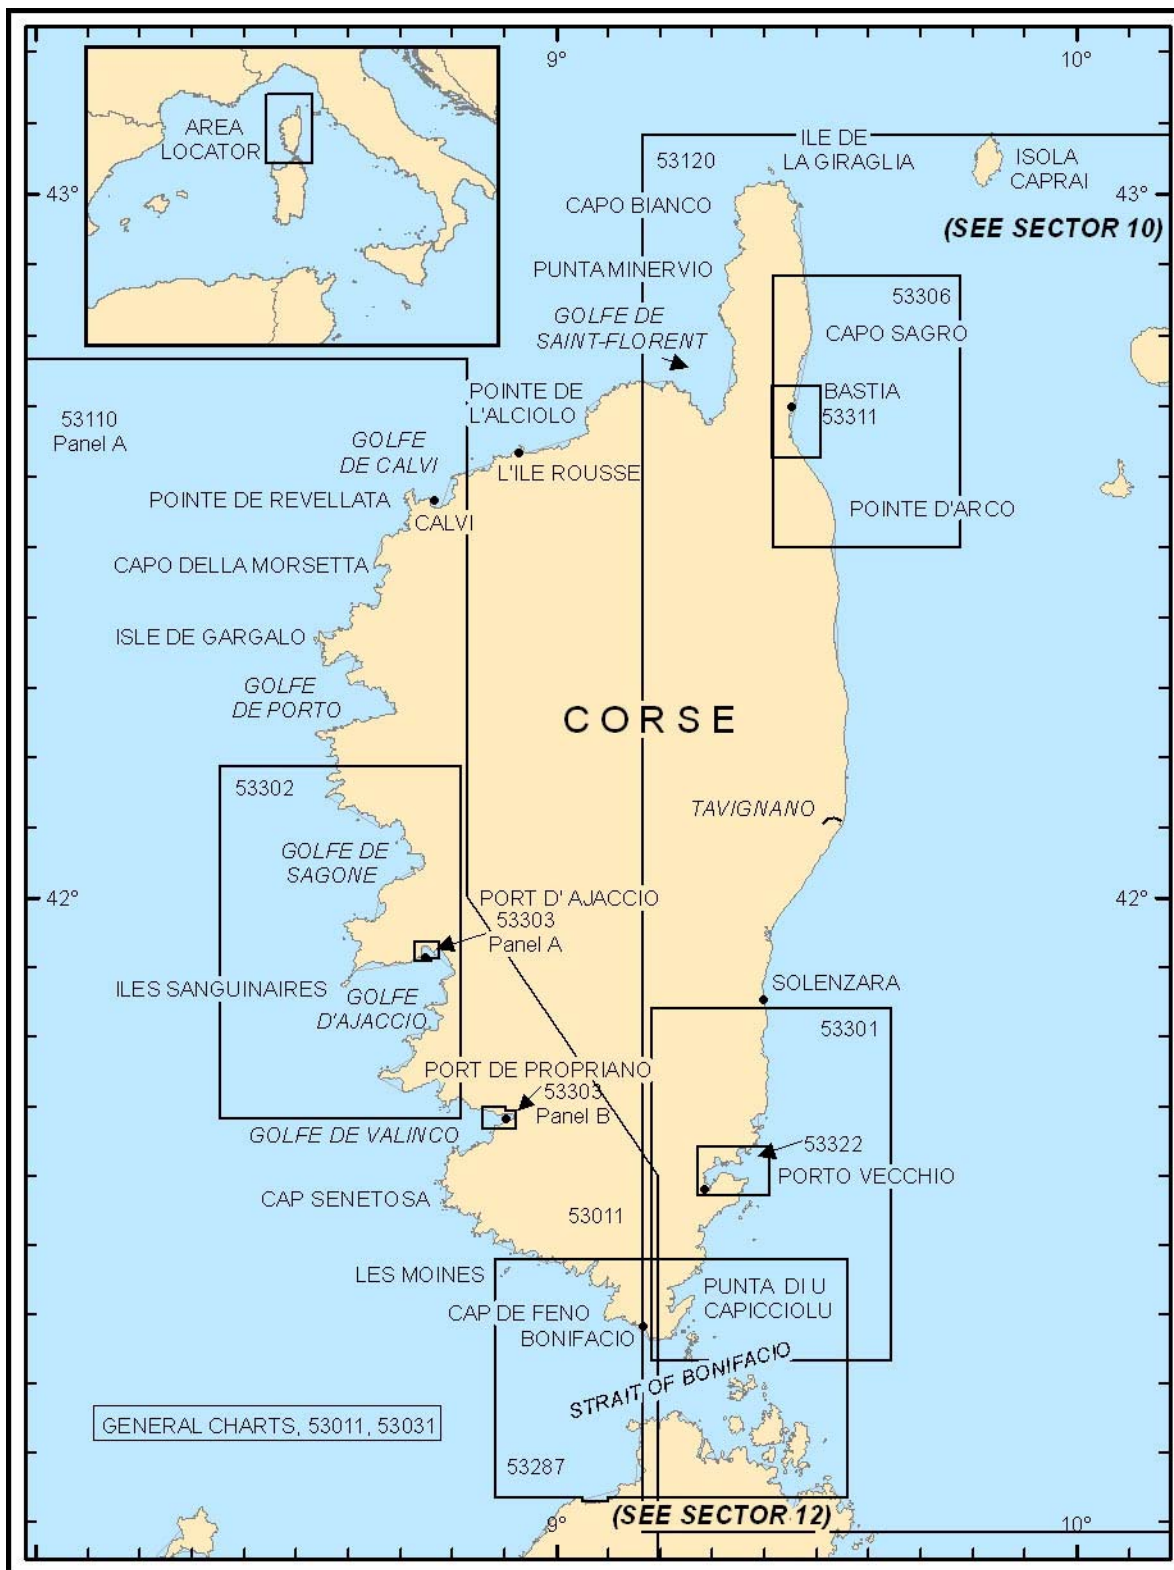 9°
10°
AREA
LOCATOR
43°
53120
ILE DE
LA GIRAGLIA
ISOLA
CAPRAI
43°
CAPO BIANCO
(SEE SECTOR 10)
PUNTA MINERVIO
GOLFE DE
SAINT-FLORENT
53306
CAPO SAGRO
53110
Panel A
POINTE DE
L'ALCIOLO
BASTIA
53311
GOLFE
DE CALVI
L'ILE ROUSSE
POINTE DE REVELLATA
CALVI
POINTE D'ARCO
CAPO DELLA MORSETTA
ISLE DE GARGALO
GOLFE
DE PORTO
CORSE
53302
TAVIGNANO
GOLFE DE
SAGONE
42°
PORT D' AJACCIO
53303
Panel A
42°
ILES SANGUINAIRES
GOLFE
D'AJACCIO
SOLENZARA
53301
PORT DE PROPRIANO
53303
Panel B
GOLFE DE VALINCO
53322
PORTO VECCHIO
CAP SENETOSA
53011
LES MOINES
PUNTA DI U
CAPICCIOLU
CAP DE FENO
BONIFACIO
STRAIT OF BONIFACIO
GENERAL CHARTS, 53011, 53031
53287
(SEE SECTOR 12)
9°
10°